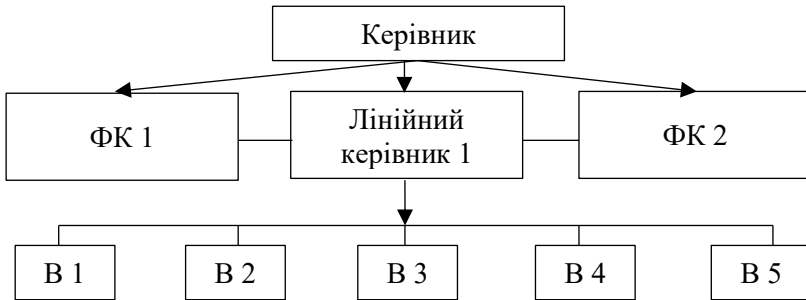 Керівник
ФК 1
Лінійний
керівник 1
ФК 2
В 1
В 2
В 3
В 4
В 5